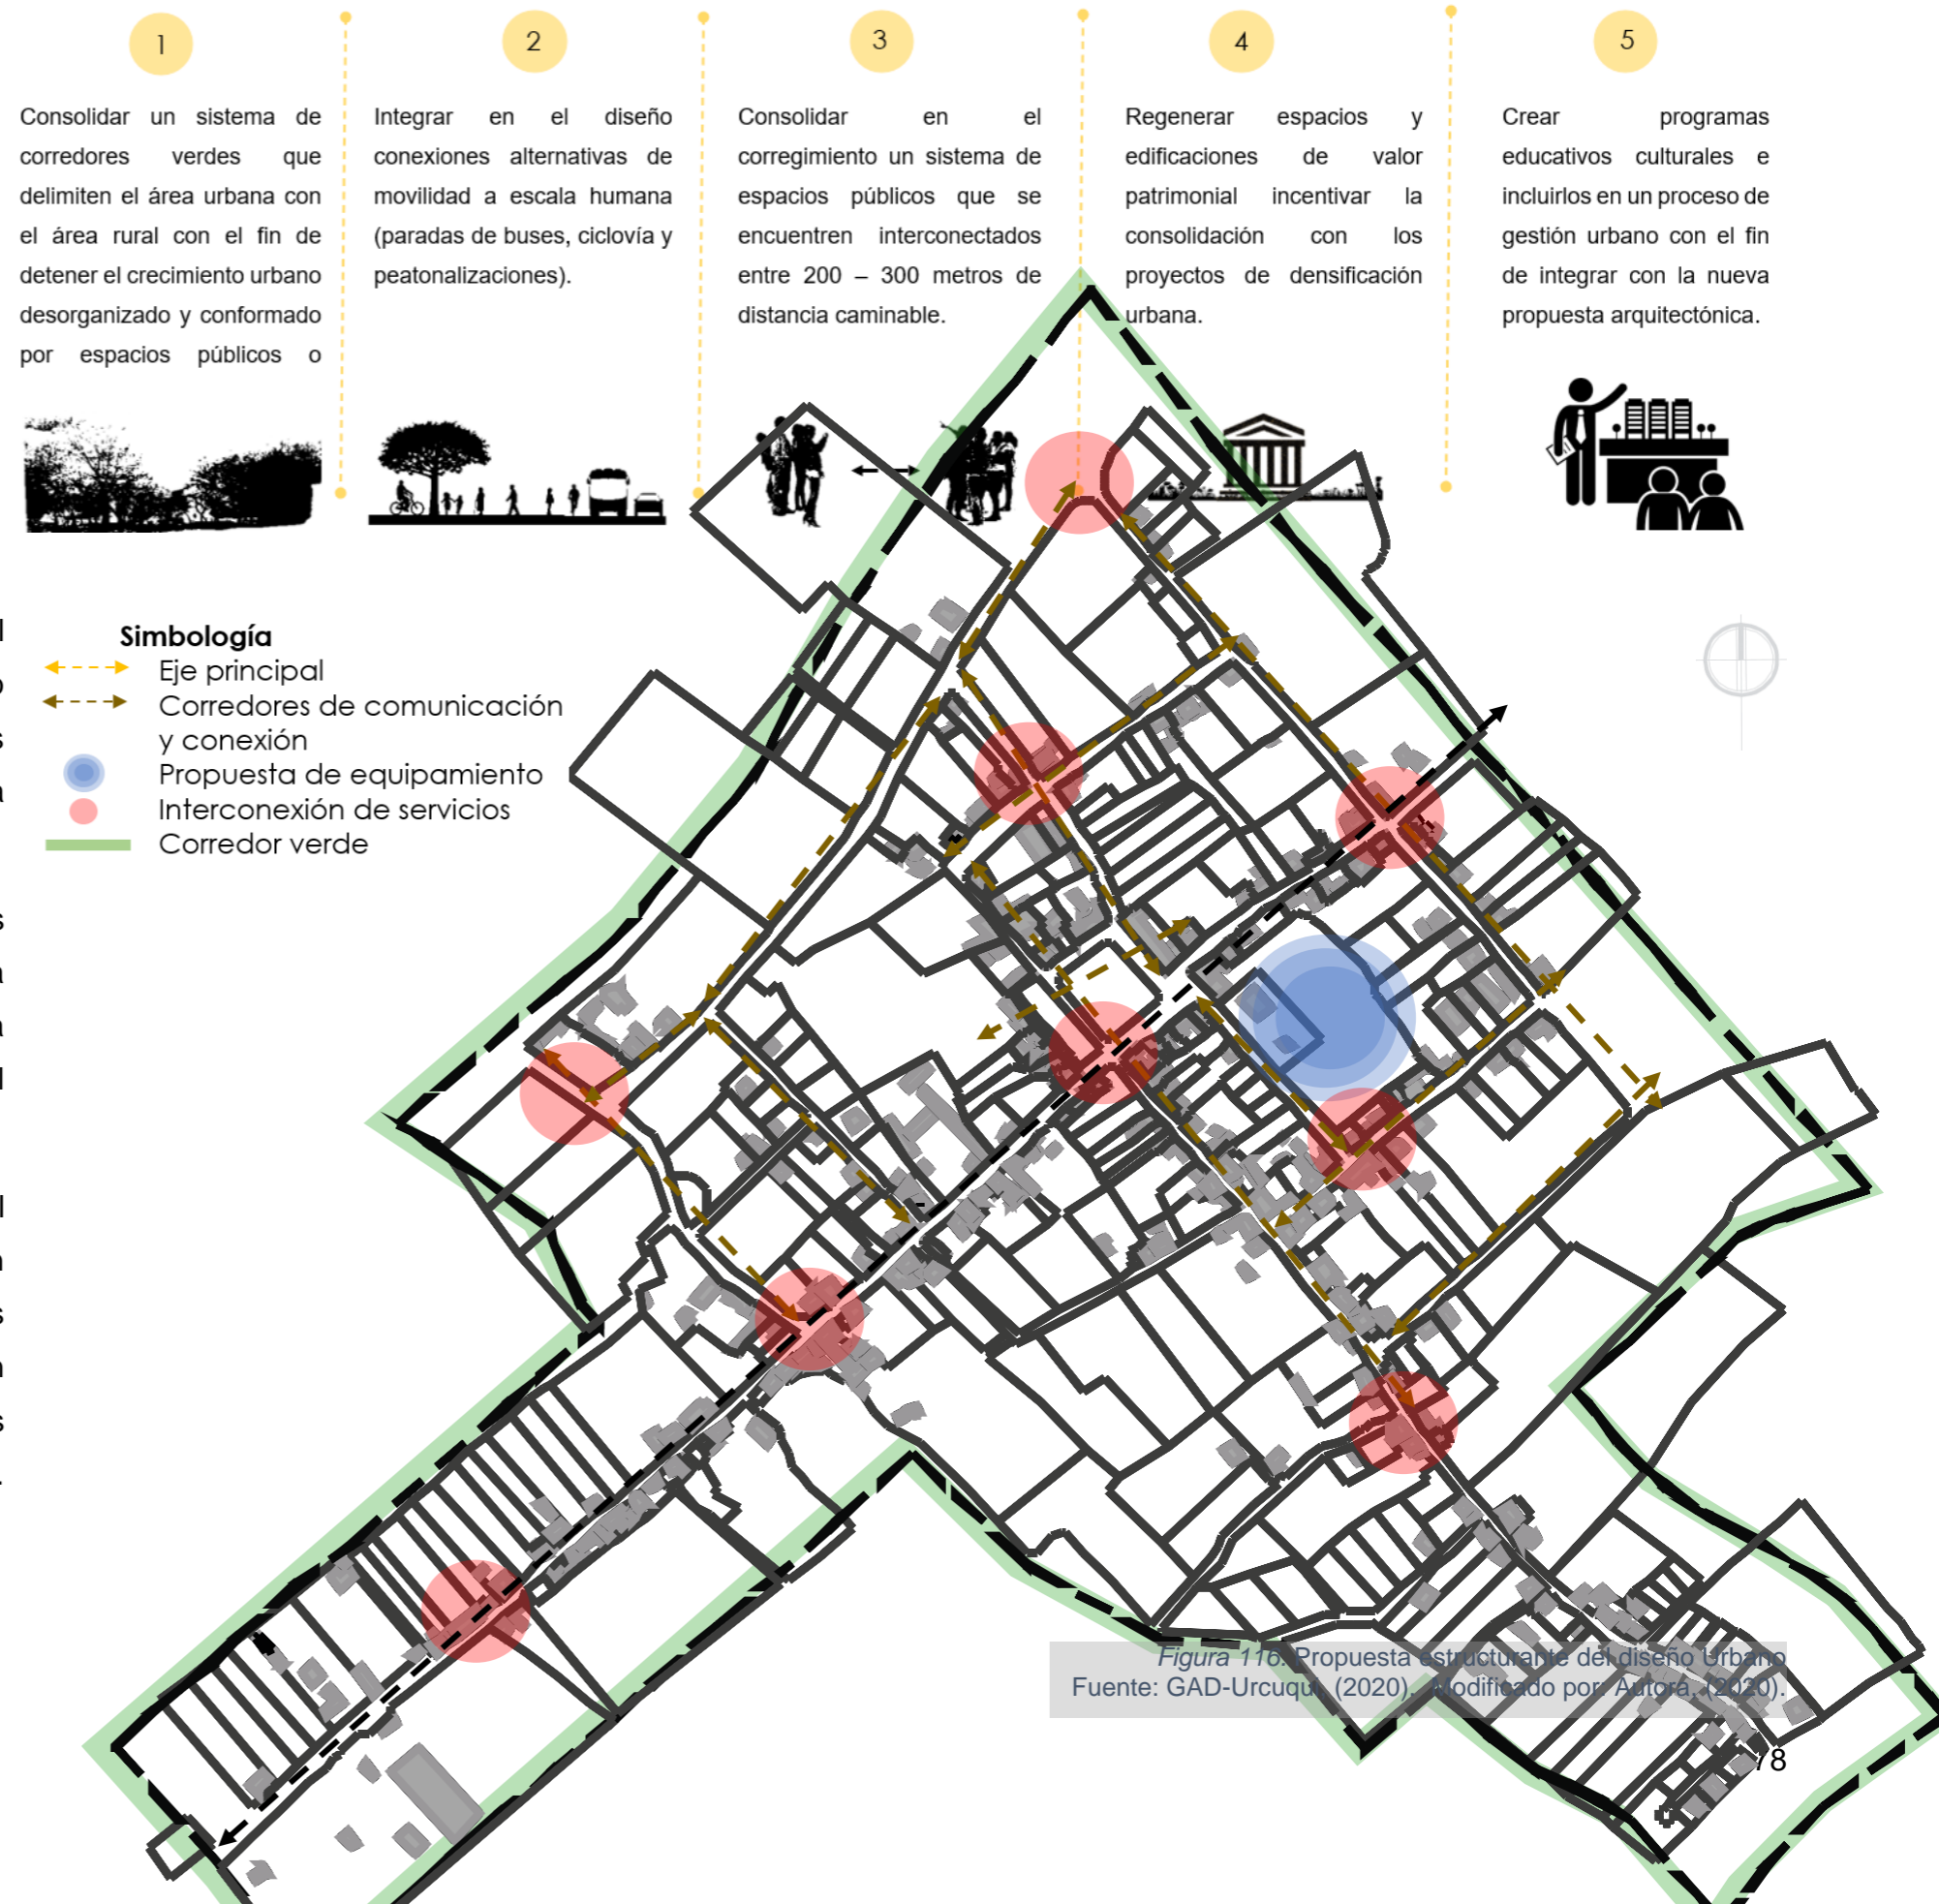 1
Consolidar un sistema de
corredores verdes que
delimiten el área urbana con
el área rural con el fin de
detener el crecimiento urbano
desorganizado y conformado
por espacios públicos o
2
Integrar en el diseño
conexiones alternativas de
movilidad a escala humana
(paradas de buses, ciclovía y
peatonalizaciones).
3
Consolidar en el
corregimiento un sistema de
espacios públicos que se
encuentren interconectados
entre 200 – 300 metros de
distancia caminable.
4
Regenerar espacios y
edificaciones de valor
patrimonial incentivar la
consolidación con los
proyectos de densificación
urbana.
5
Crear programas
educativos culturales e
incluirlos en un proceso de
gestión urbano con el fin
de integrar con la nueva
propuesta arquitectónica.
Simbología
Eje principal
Corredores de comunicación
y conexión
Propuesta de equipamiento
Interconexión de servicios
Corredor verde
Figura 116. Propuesta estructurante del diseño Urbano
Fuente: GAD-Urcuquí, (2020). Modificado por: Autora, (2020).
78